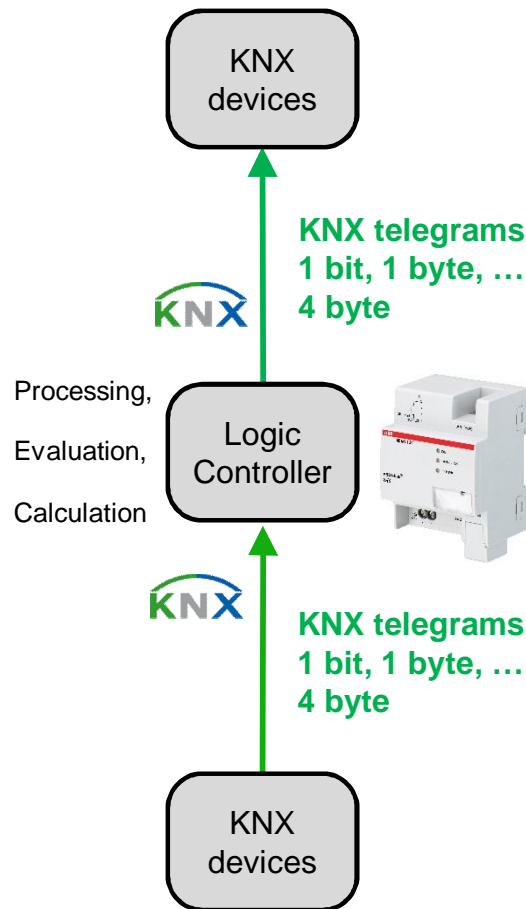 KNX
devices
KNX telegrams
1 bit, 1 byte, …
4 byte
KNX
Processing,
Evaluation,
Calculation
Logic
Controller
ABB
KNX
KNX telegrams
1 bit, 1 byte, …
4 byte
KNX
devices